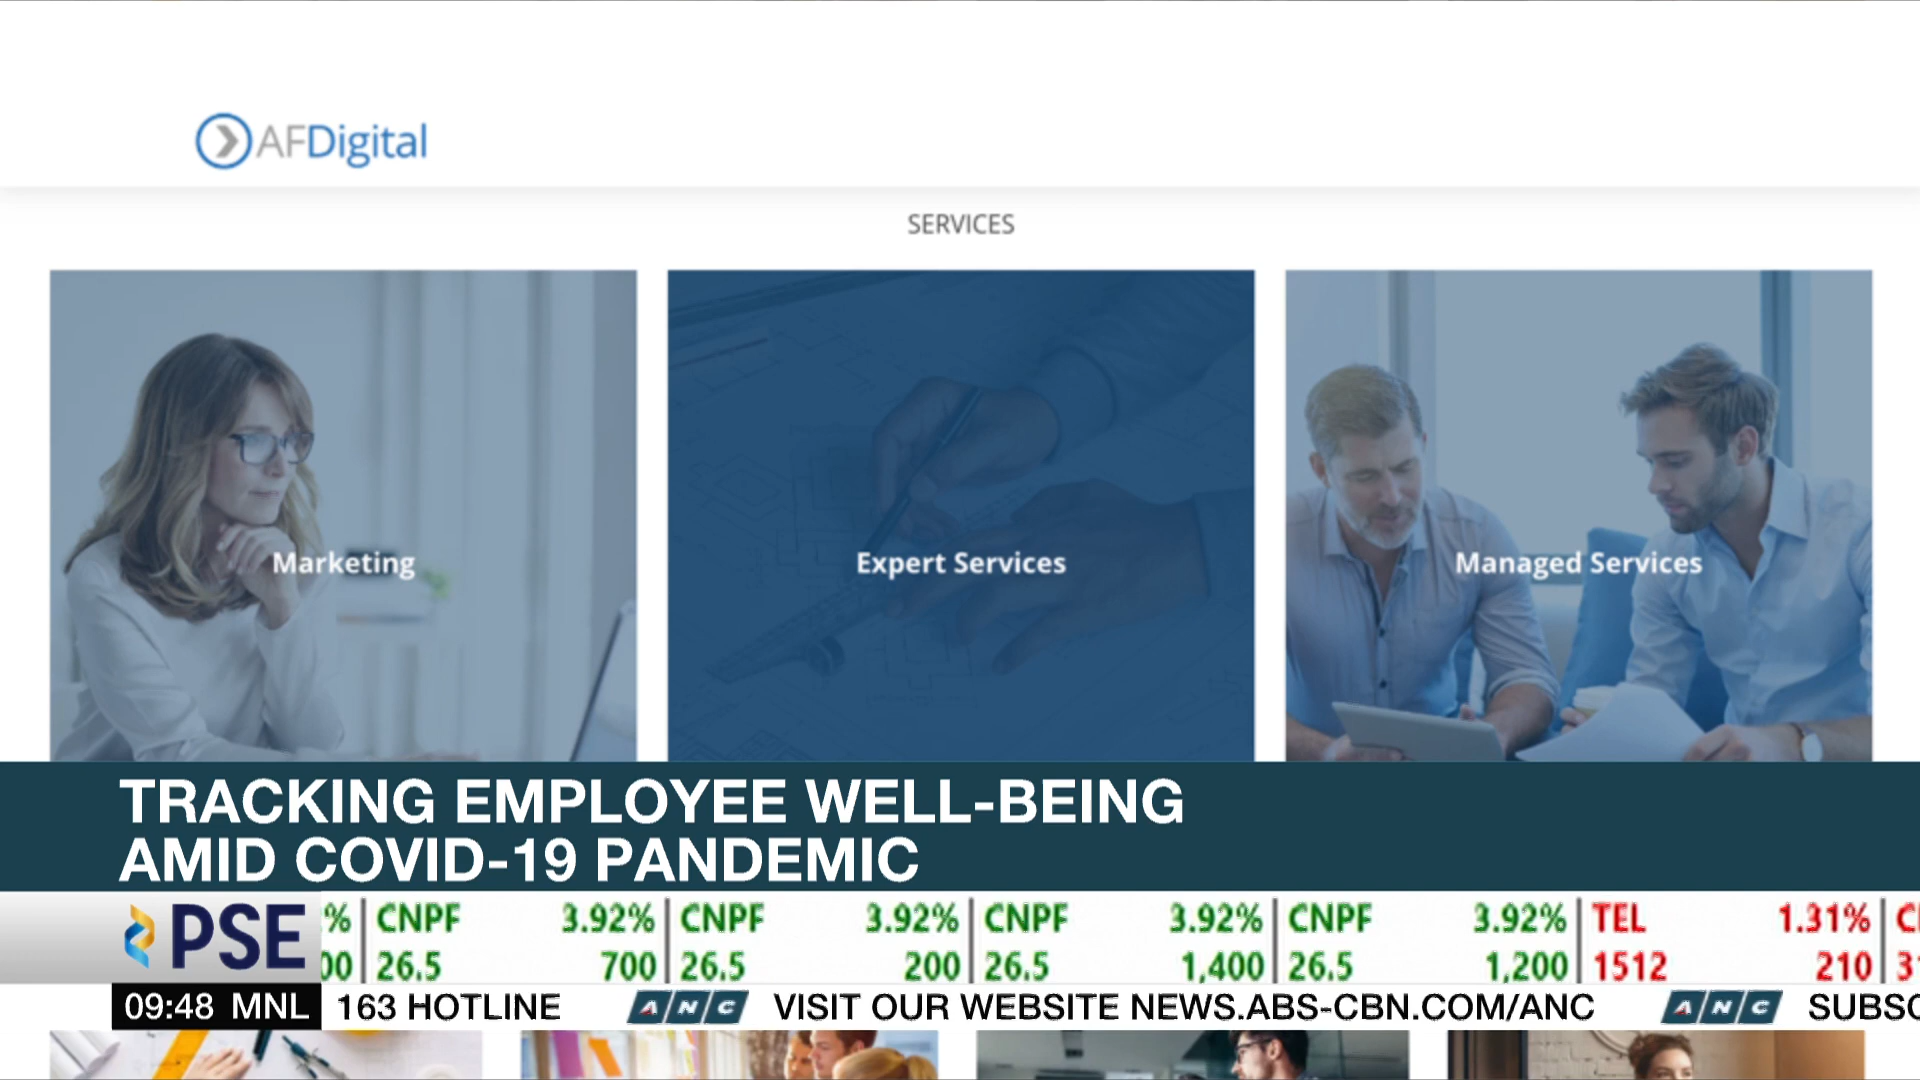 AFDigital
SERVICES
Marketing
Expert Services
Managed Services
TRACKING EMPLOYEE WELL-BEING
AMID COVID-19 PANDEMIC
PSE
% CNPF 3.92% CNPF 3.92% CNPF 3.92% CNPF 3.92% TEL 1.31%
00 26.5 700 26.5 200 26.5 1,400 26.5 1,200 1512 210
09:48 MNL 163 HOTLINE ANC VISIT OUR WEBSITE NEWS.ABS-CBN.COM/ANC ANC SUBSC